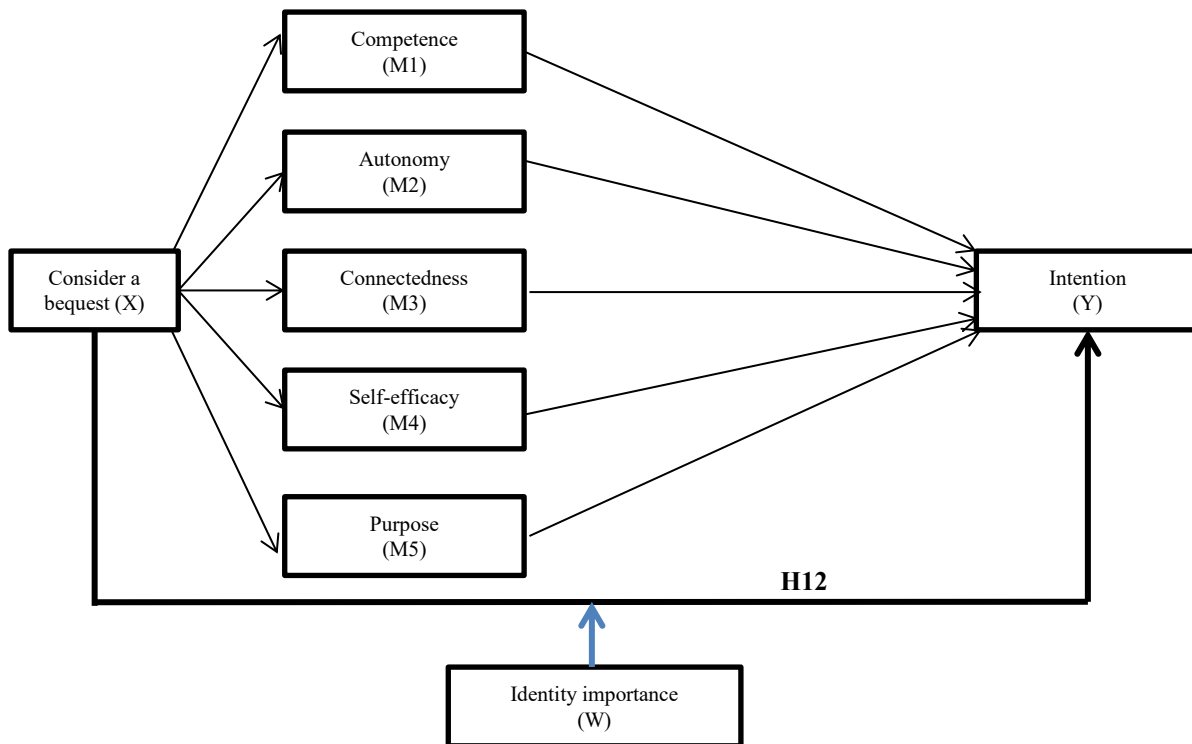 Competence
(M1)
Autonomy
(M2)
Consider a
bequest (X)
Connectedness
(M3)
Intention
(Y)
Self-efficacy
(M4)
Purpose
(M5)
H12
Identity importance
(W)